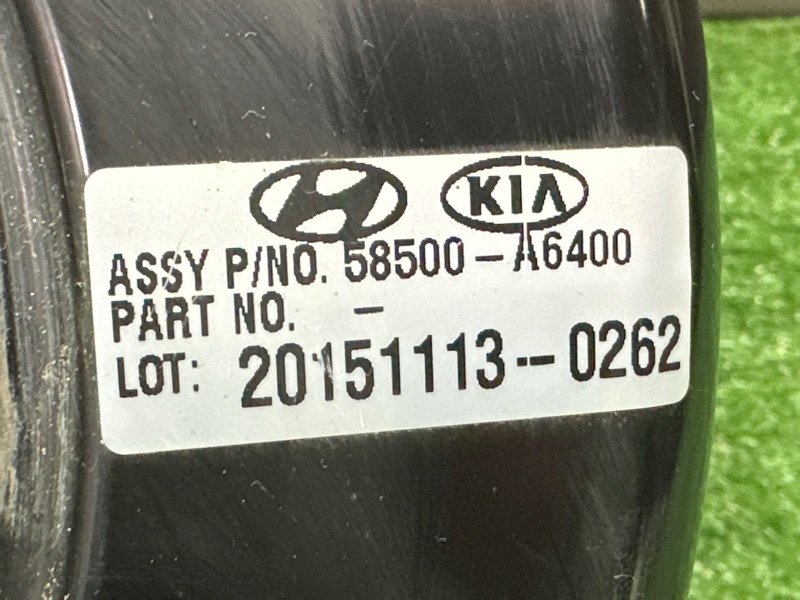 KIA
ASSY P/NO. 58500-A6400
PART NO. -
LOT: 20151113--0262